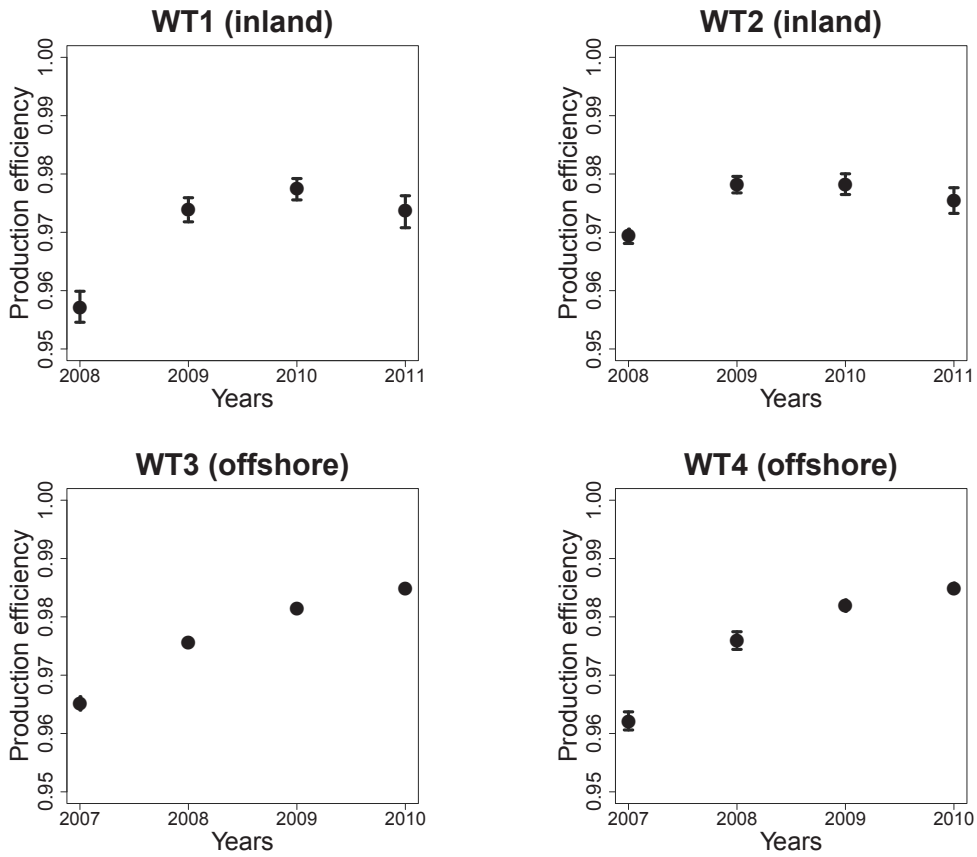 WT1 (inland)
Production efficiency
1.00
0.99
0.98
0.97
0.96
0.95
2008 2009 2010 2011
Years
WT2 (inland)
Production efficiency
1.00
0.99
0.98
0.97
0.96
0.95
2008 2009 2010 2011
Years
WT3 (offshore)
Production efficiency
1.00
0.99
0.98
0.97
0.96
0.95
2007 2008 2009 2010
Years
WT4 (offshore)
Production efficiency
1.00
0.99
0.98
0.97
0.96
0.95
2007 2008 2009 2010
Years